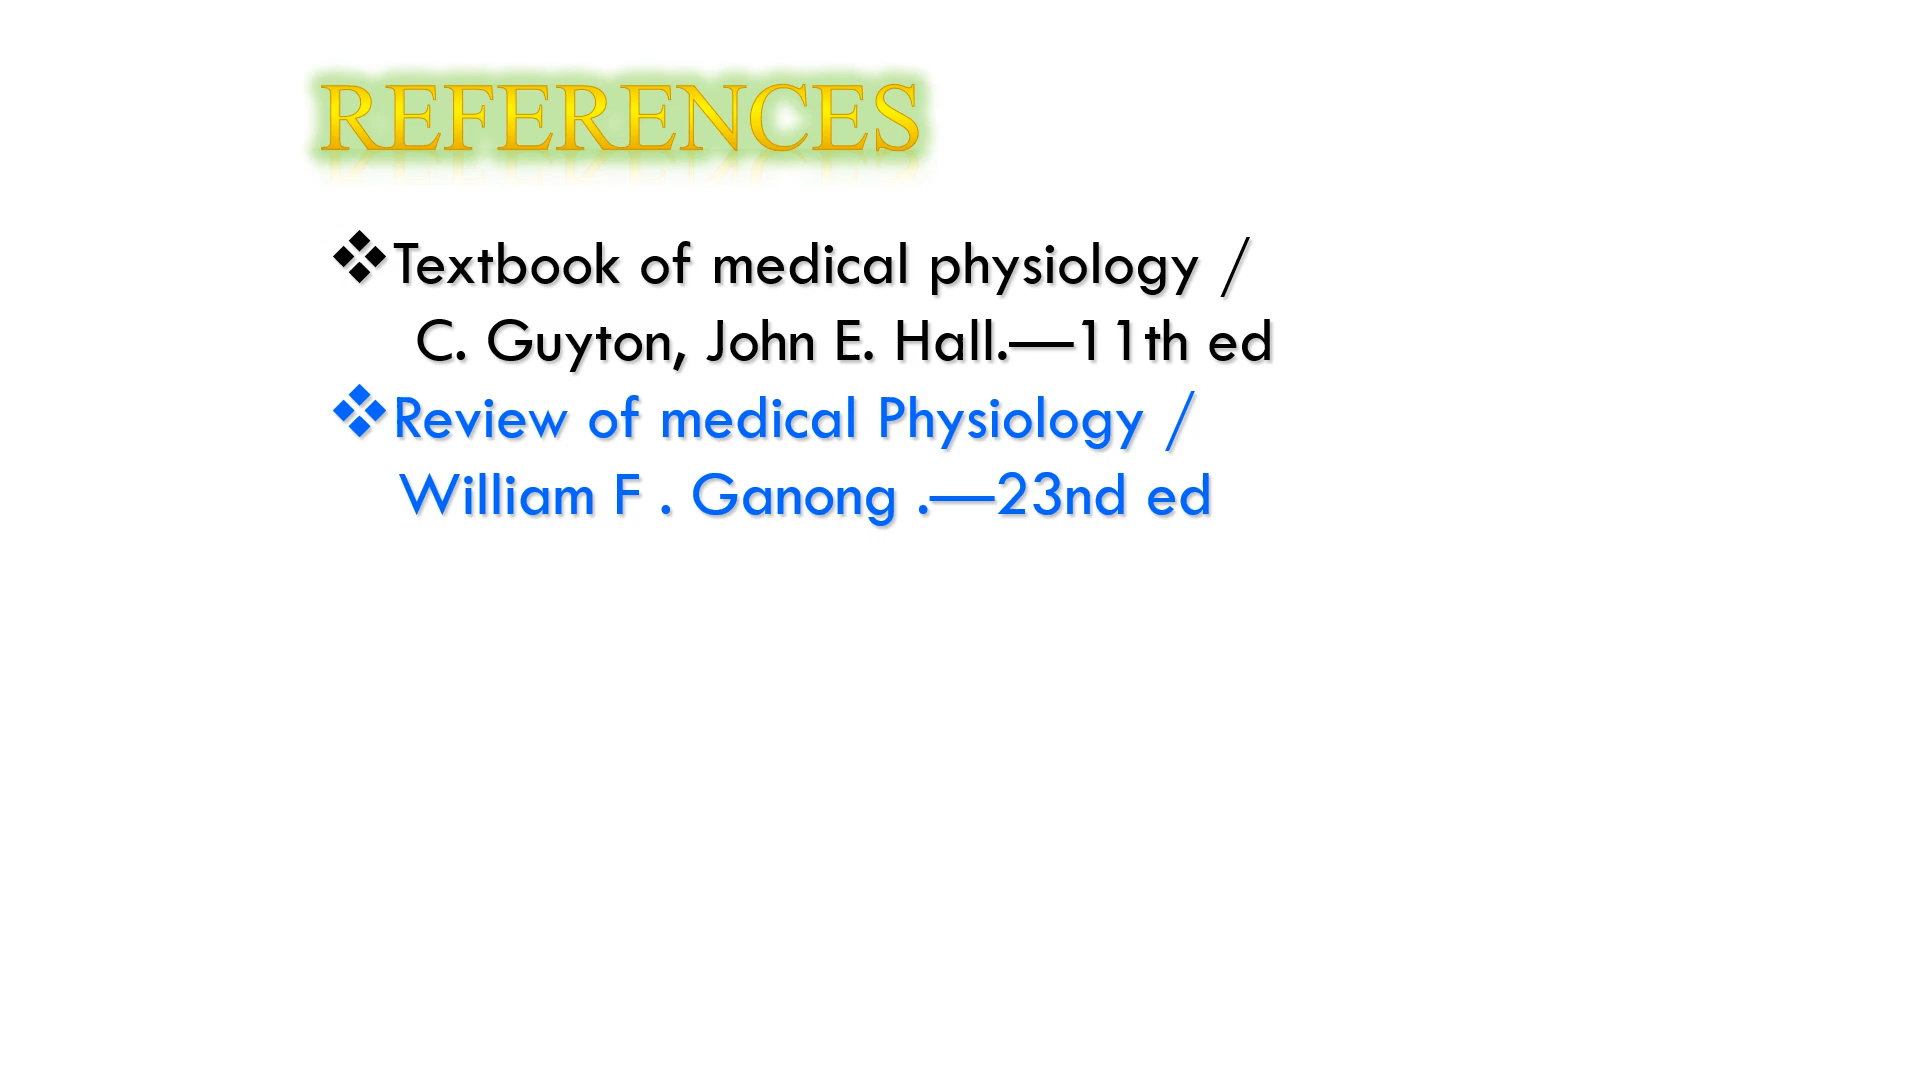 REFERENCES
❖Textbook of medical physiology /
C. Guyton, John E. Hall.—11th ed
❖Review of medical Physiology /
William F . Ganong .—23nd ed